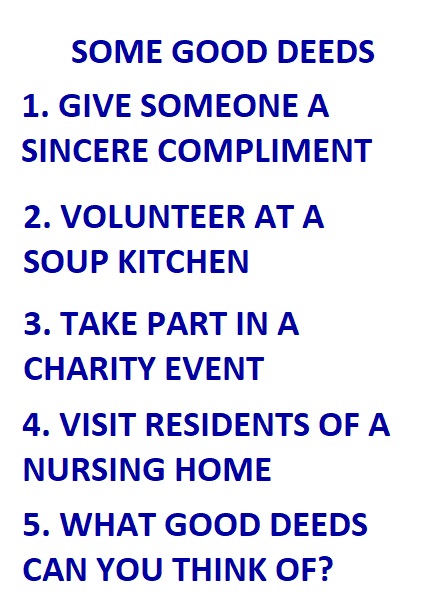 SOME GOOD DEEDS
1. GIVE SOMEONE A
SINCERE COMPLIMENT
2. VOLUNTEER AT A
SOUP KITCHEN
3. TAKE PART IN A
CHARITY EVENT
4. VISIT RESIDENTS OF A
NURSING HOME
5. WHAT GOOD DEEDS
CAN YOU THINK OF?